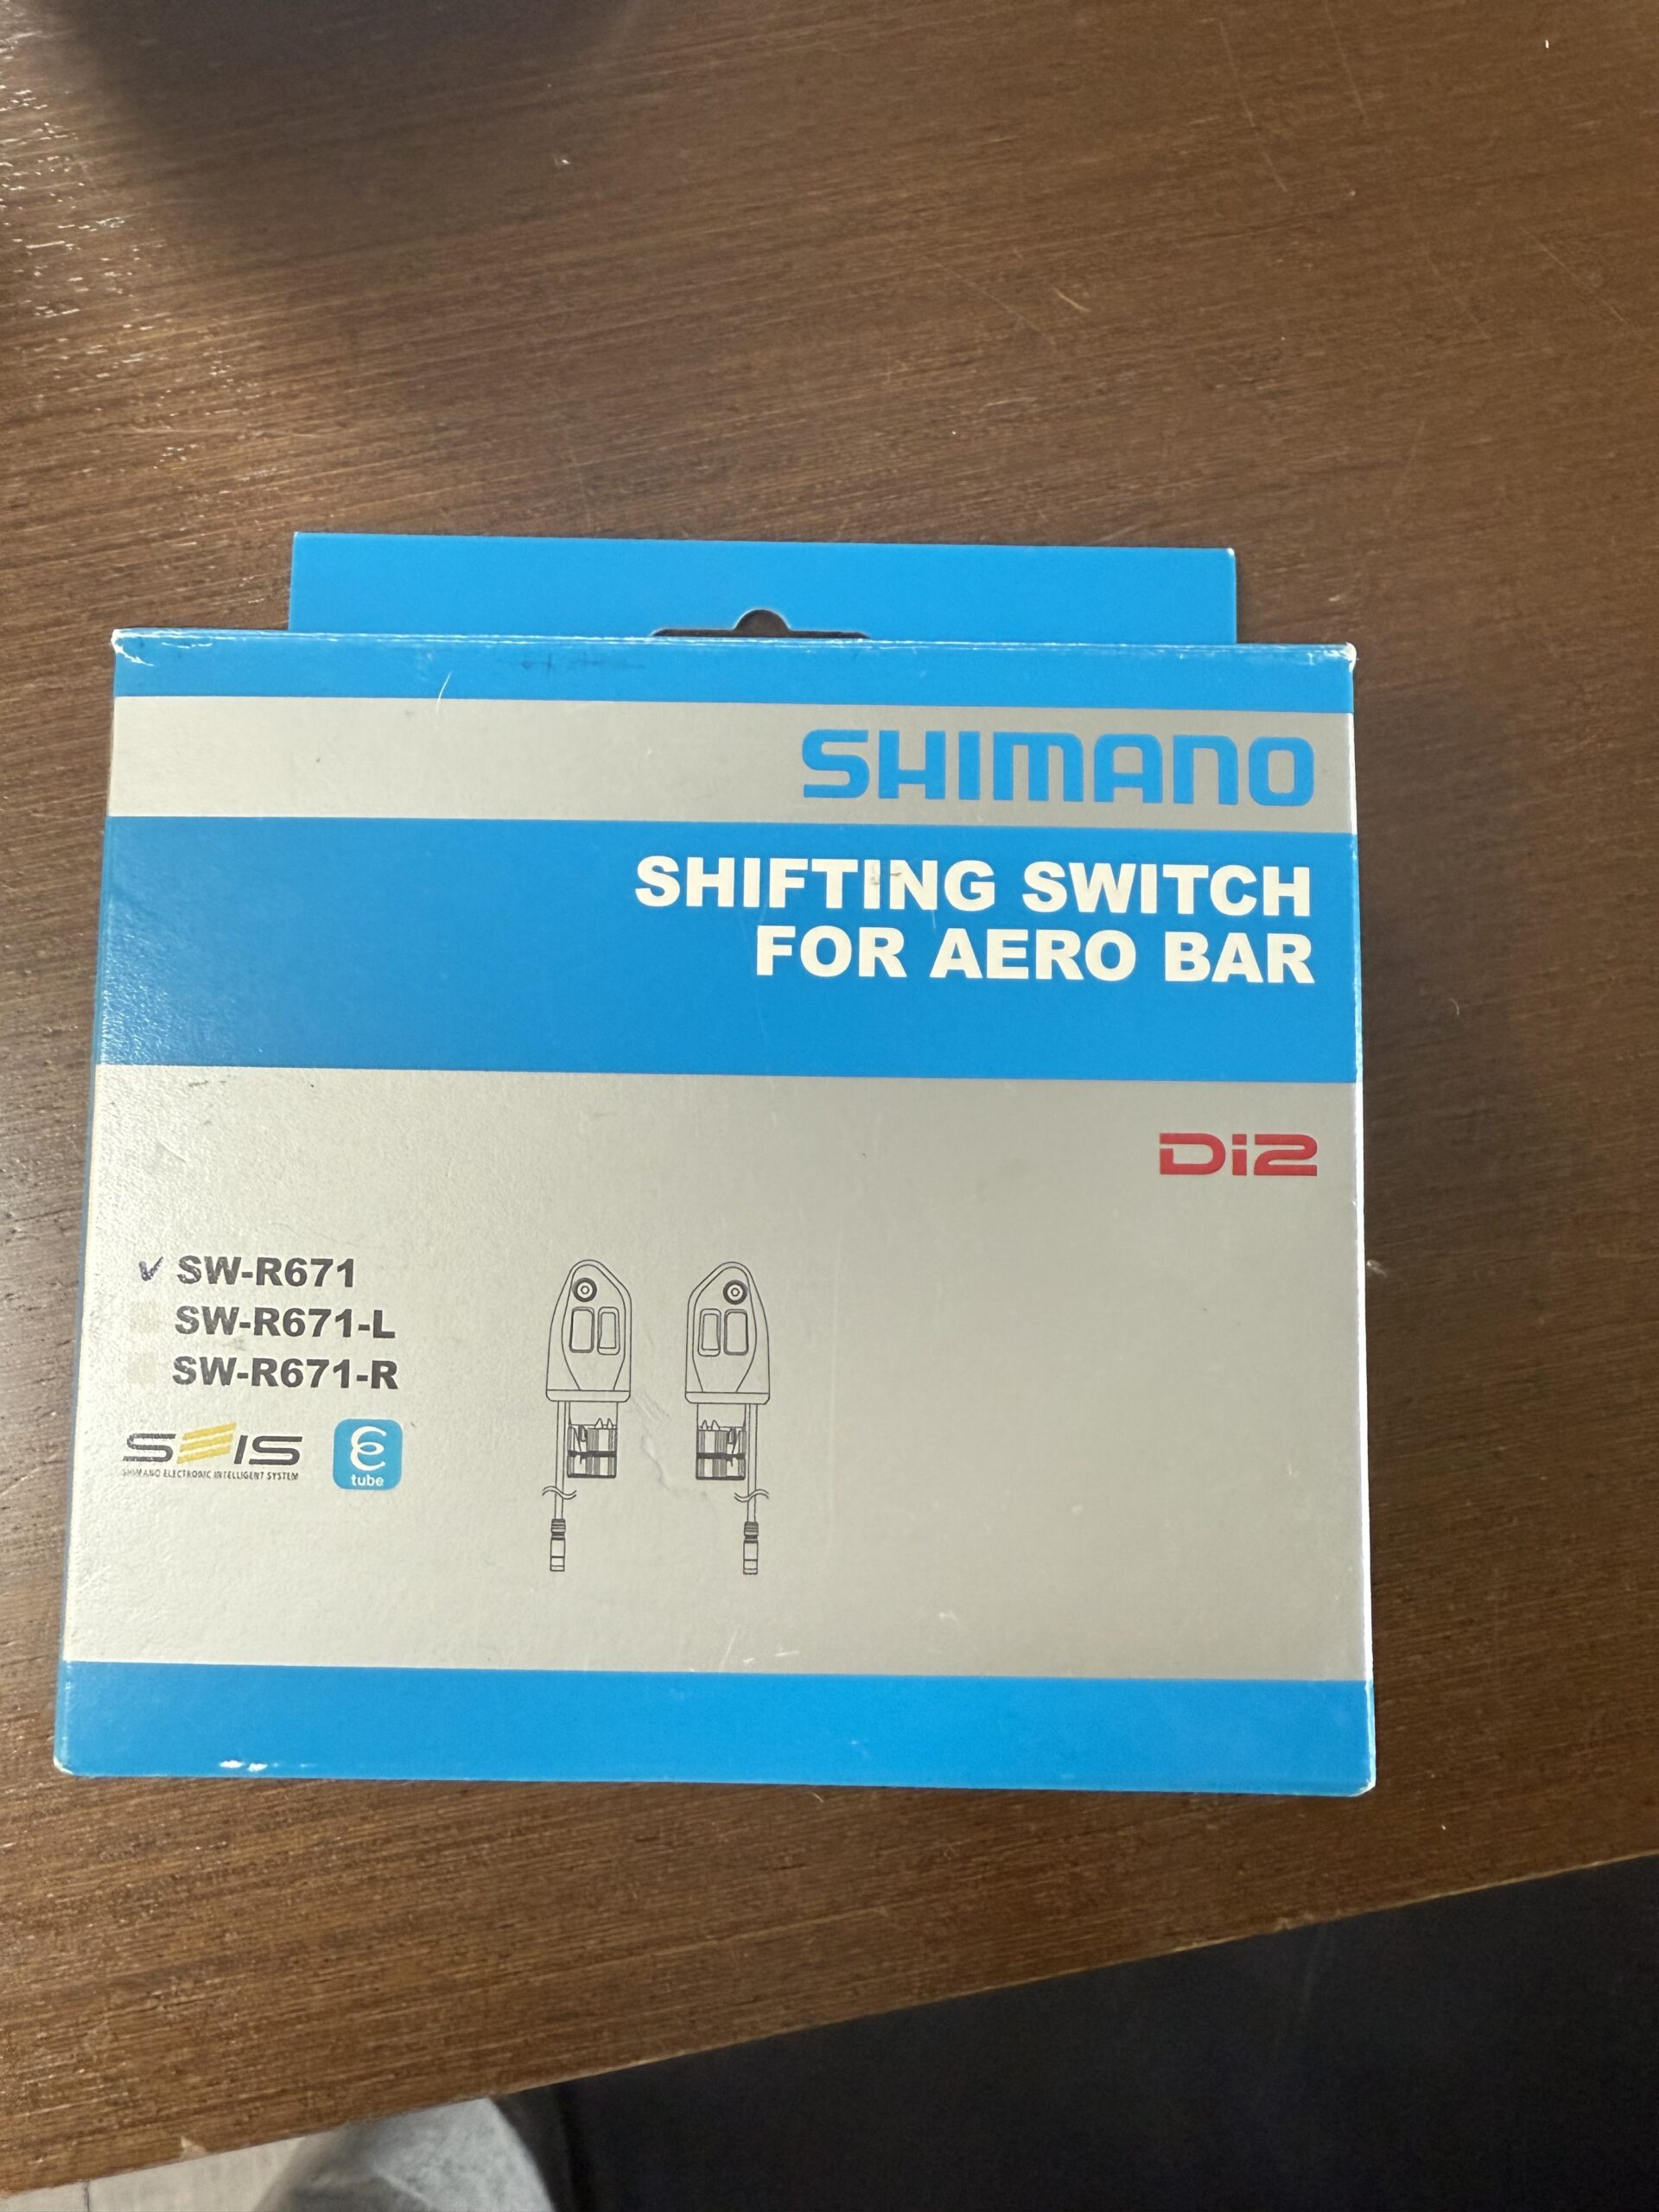 SHIMANO
SHIFTING SWITCH
FOR AERO BAR
Di2
✓ SW-R671
SW-R671-L
SW-R671-R
SEIS
SHIMANO ELECTRONIC INTELLIGENT SYSTEM
e tube